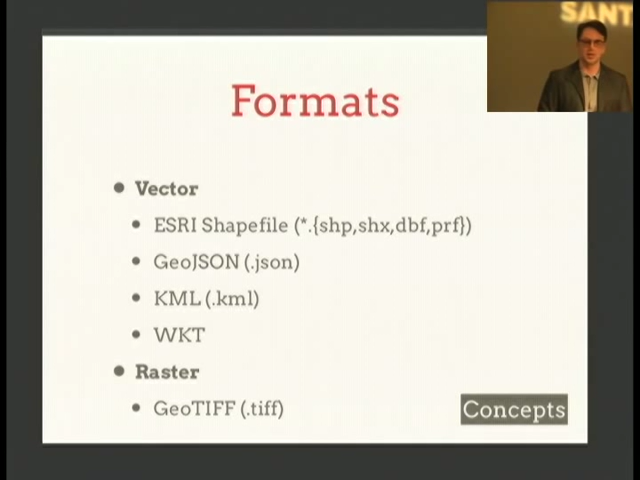 SANT
Formats
• Vector
• ESRI Shapefile (*.{shp,shx,dbf,prf})
• GeoJSON (.json)
• KML (.kml)
• WKT
• Raster
• GeoTIFF (.tiff)
Concepts